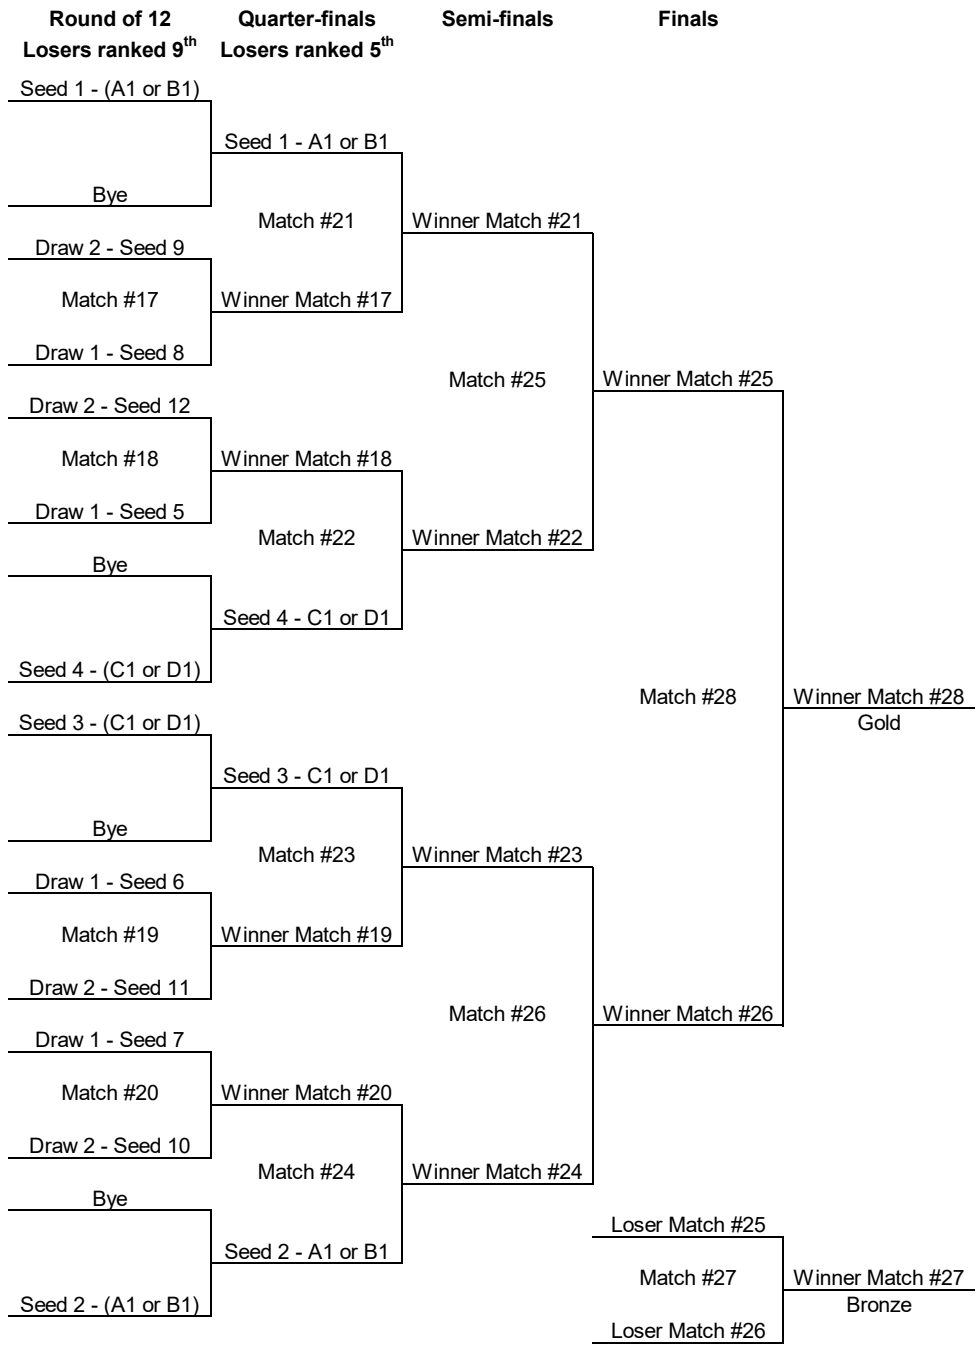 Round of 12 Quarter-finals Semi-finals Finals
Losers ranked 9th Losers ranked 5th
Seed 1 - (A1 or B1)
Seed 1 - A1 or B1
Bye
Match #21 Winner Match #21
Draw 2 - Seed 9
Match #17 Winner Match #17
Draw 1 - Seed 8
Match #25 Winner Match #25
Draw 2 - Seed 12
Match #18 Winner Match #18
Draw 1 - Seed 5
Match #22 Winner Match #22
Bye
Seed 4 - C1 or D1
Seed 4 - (C1 or D1)
Match #28 Winner Match #28
Seed 3 - (C1 or D1)
Gold
Seed 3 - C1 or D1
Bye
Match #23 Winner Match #23
Draw 1 - Seed 6
Match #19 Winner Match #19
Draw 2 - Seed 11
Match #26 Winner Match #26
Draw 1 - Seed 7
Match #20 Winner Match #20
Draw 2 - Seed 10
Match #24 Winner Match #24
Bye
Loser Match #25
Seed 2 - A1 or B1
Match #27 Winner Match #27
Seed 2 - (A1 or B1)
Bronze
Loser Match #26